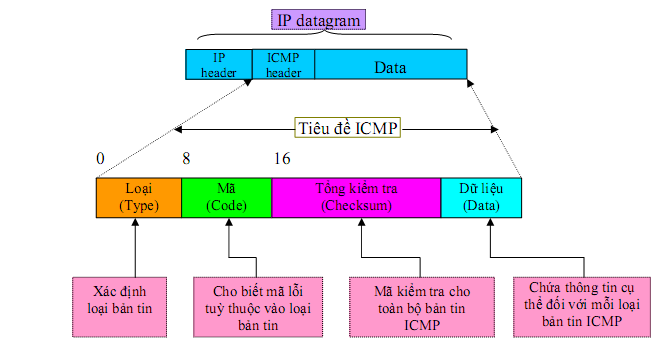 IP datagram
IP
header
ICMP
header
Data
Tiêu đề ICMP
0
8
16
Loại
(Type)
Mã
(Code)
Tổng kiểm tra
(Checksum)
Dữ liệu
(Data)
Xác định
loại bản tin
Cho biết mã lỗi
tuỳ thuộc vào loại
bản tin
Mã kiểm tra cho
toàn bộ bản tin
ICMP
Chứa thông tin cụ
thể đối với mỗi loại
bản tin ICMP